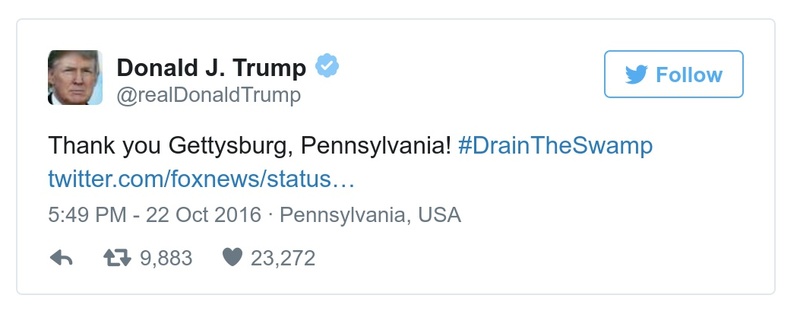 Donald J. Trump
Follow
@realDonaldTrump
Thank you Gettysburg, Pennsylvania! #DrainTheSwamp
twitter.com/foxnews/status…
5:49 PM - 22 Oct 2016 · Pennsylvania, USA
9,883 23,272